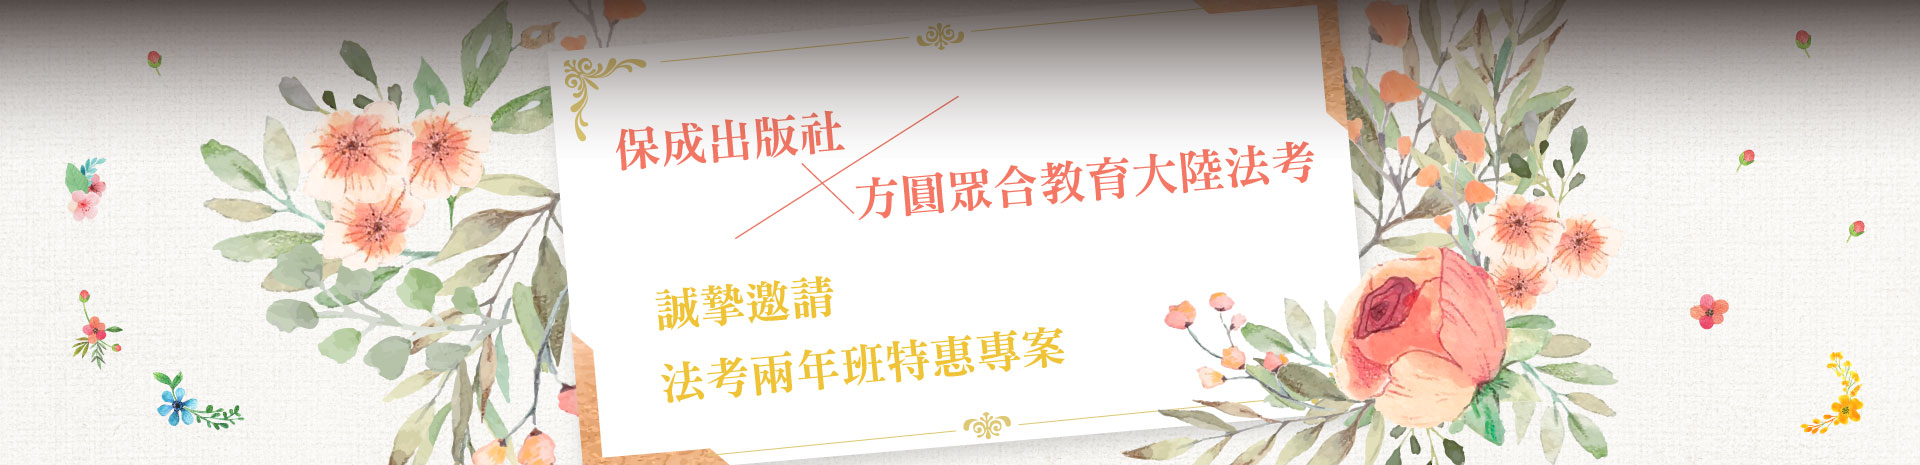 保成出版社
方圓眾合教育大陸法考
誠摯邀請
法考兩年班特惠專案